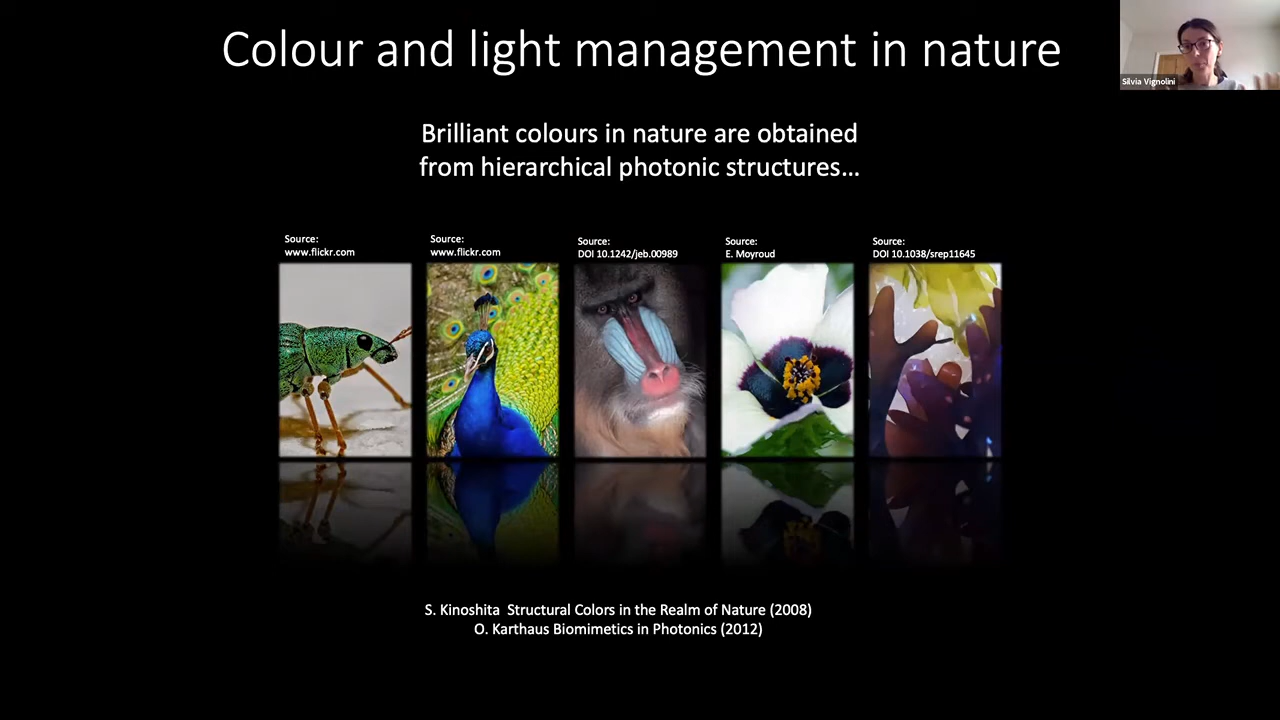 Colour and light management in nature
Silvia Vignolini
Brilliant colours in nature are obtained
from hierarchical photonic structures…
Source:
www.flickr.com
Source:
www.flickr.com
Source:
DOI 10.1242/jeb.00989
Source:
E. Moyroud
Source:
DOI 10.1038/srep11645
S. Kinoshita Structural Colors in the Realm of Nature (2008)
O. Karthaus Biomimetics in Photonics (2012)